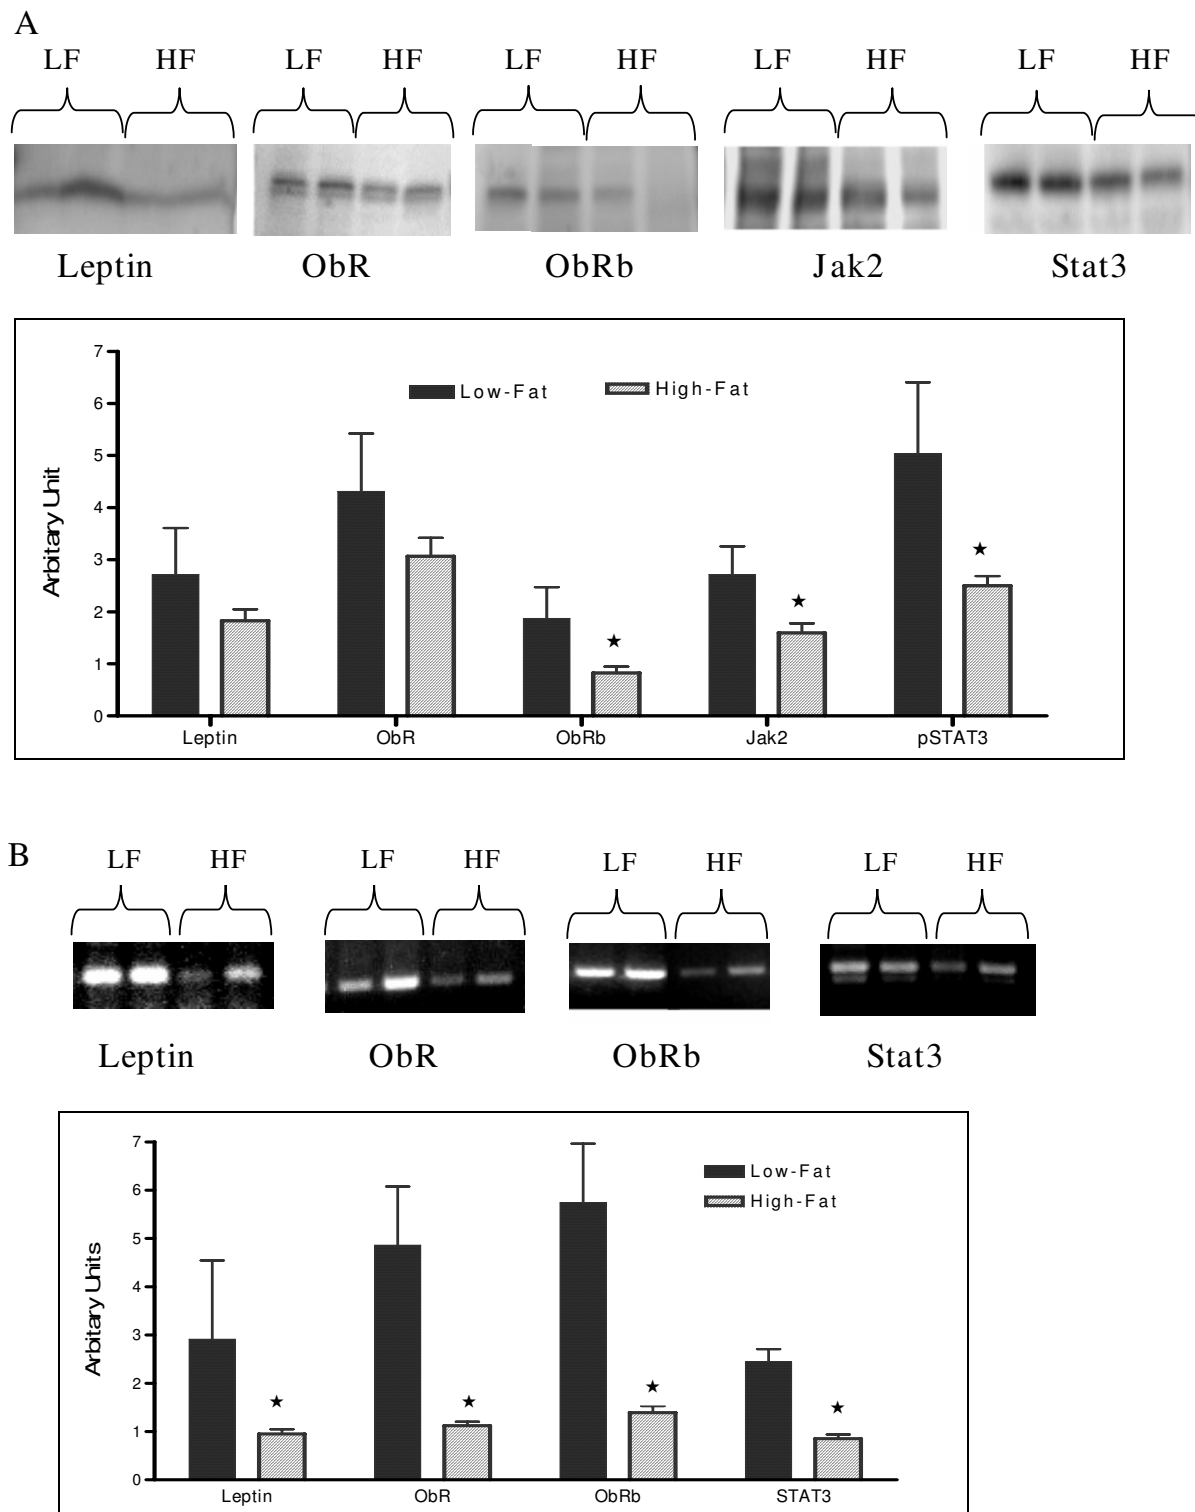 A
LF HF LF HF LF HF LF HF LF HF
Leptin ObR ObRb Jak2 Stat3
7
Low-Fat High-Fat
6
5
4
3
2
1
0
Arbitary Unit
Leptin ObR ObRb Jak2 pSTAT3
B
LF HF LF HF LF HF LF HF
Leptin ObR ObRb Stat3
7
Low-Fat
6
High-Fat
5
4
3
2
1
0
Arbitary Units
Leptin ObR ObRb STAT3